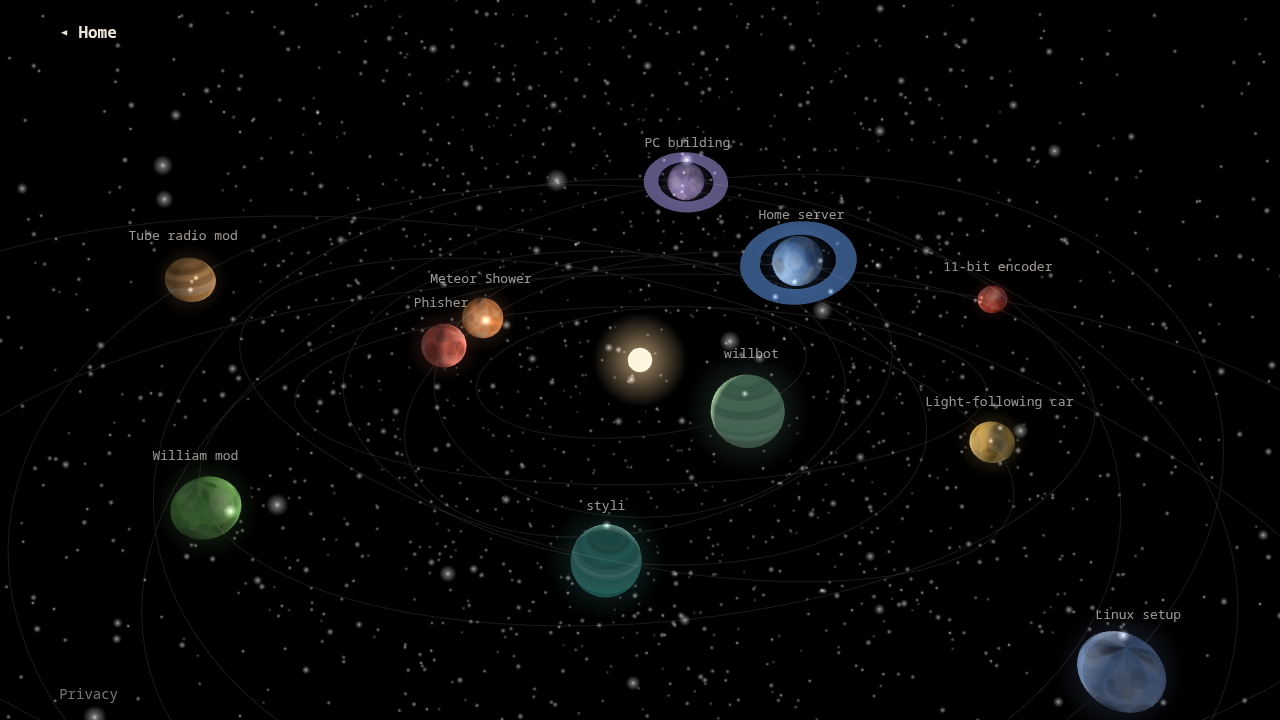 ◂ Home
PC building
Home server
Tube radio mod
11-bit encoder
Meteor Shower
Phisher
willbot
Light-following car
William mod
styli
Linux setup
Privacy